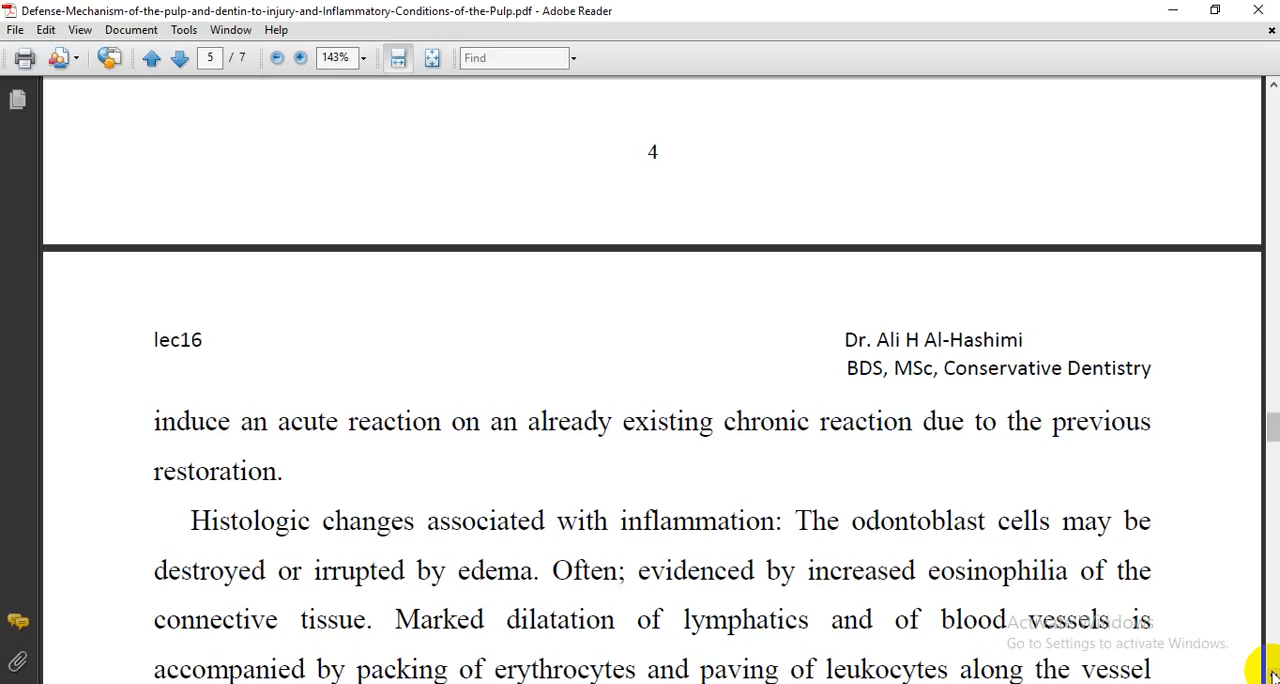 Defense-Mechanism-of-the-pulp-and-dentin-to-injury-and-Inflammatory-Conditions-of-the-Pulp.pdf - Adobe Reader
File Edit View Document Tools Window Help
5 / 7 143% Find
4
lec16 Dr. Ali H Al-Hashimi
BDS, MSc, Conservative Dentistry
induce an acute reaction on an already existing chronic reaction due to the previous
restoration.
Histologic changes associated with inflammation: The odontoblast cells may be
destroyed or irrupted by edema. Often; evidenced by increased eosinophilia of the
connective tissue. Marked dilatation of lymphatics and of blood vessels is
Activate Windows
Go to Settings to activate Windows.
accompanied by packing of erythrocytes and paving of leukocytes along the vessel